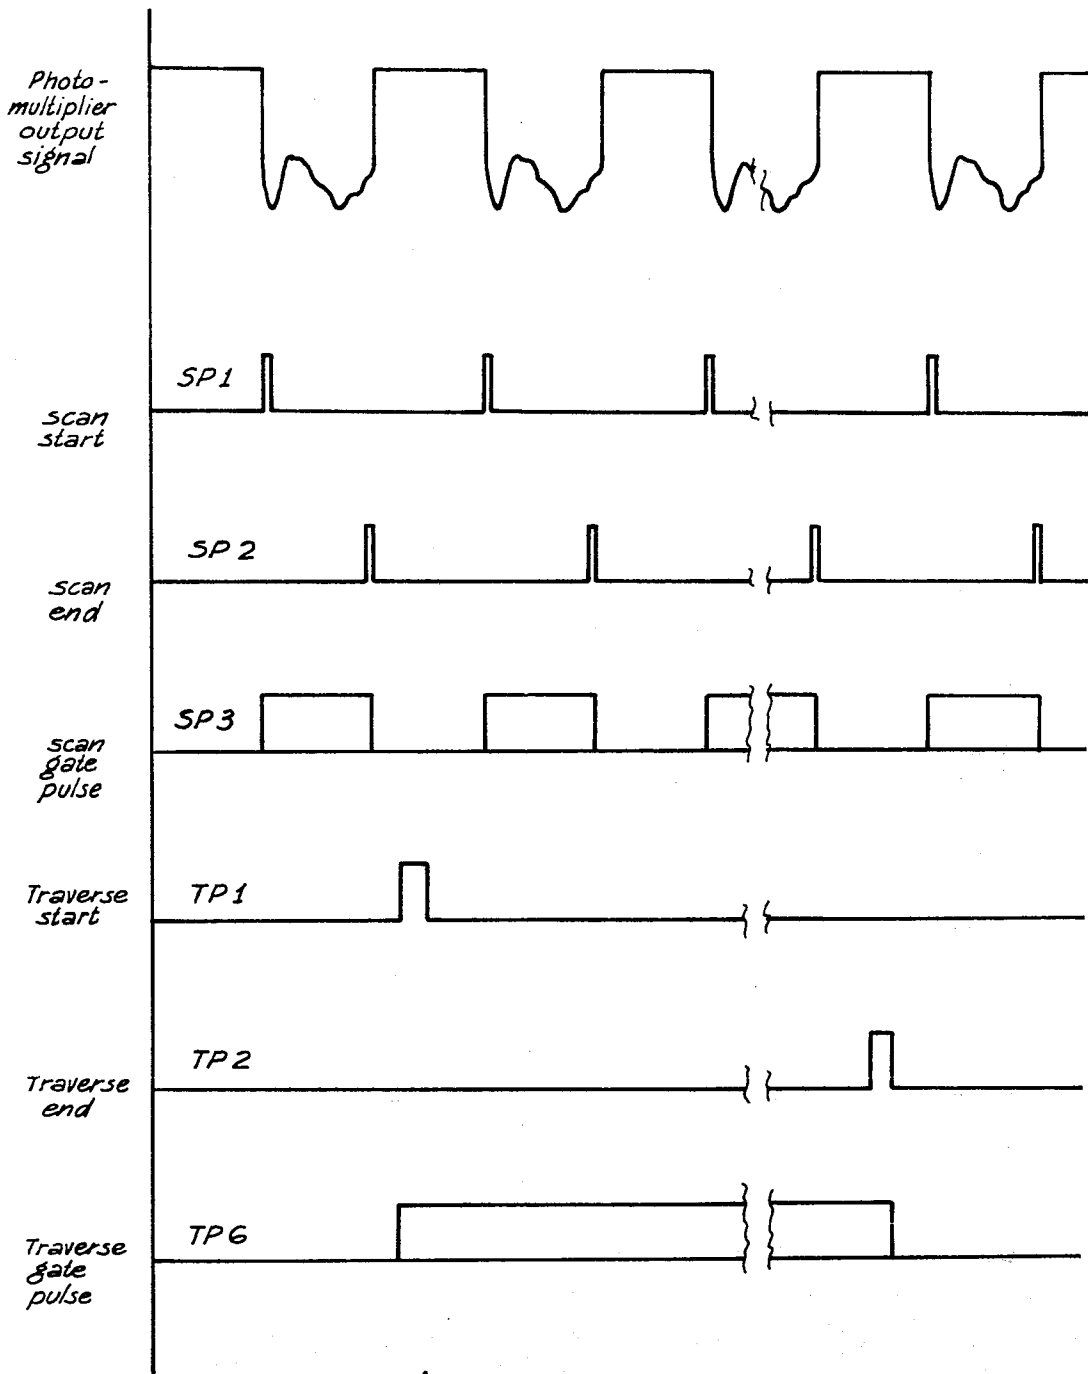 Photo-
multiplier
output
signal
SP1
scan
start
SP2
scan
end
SP3
scan
gate
pulse
TP1
Traverse
start
TP2
Traverse
end
TP6
Traverse
gate
pulse